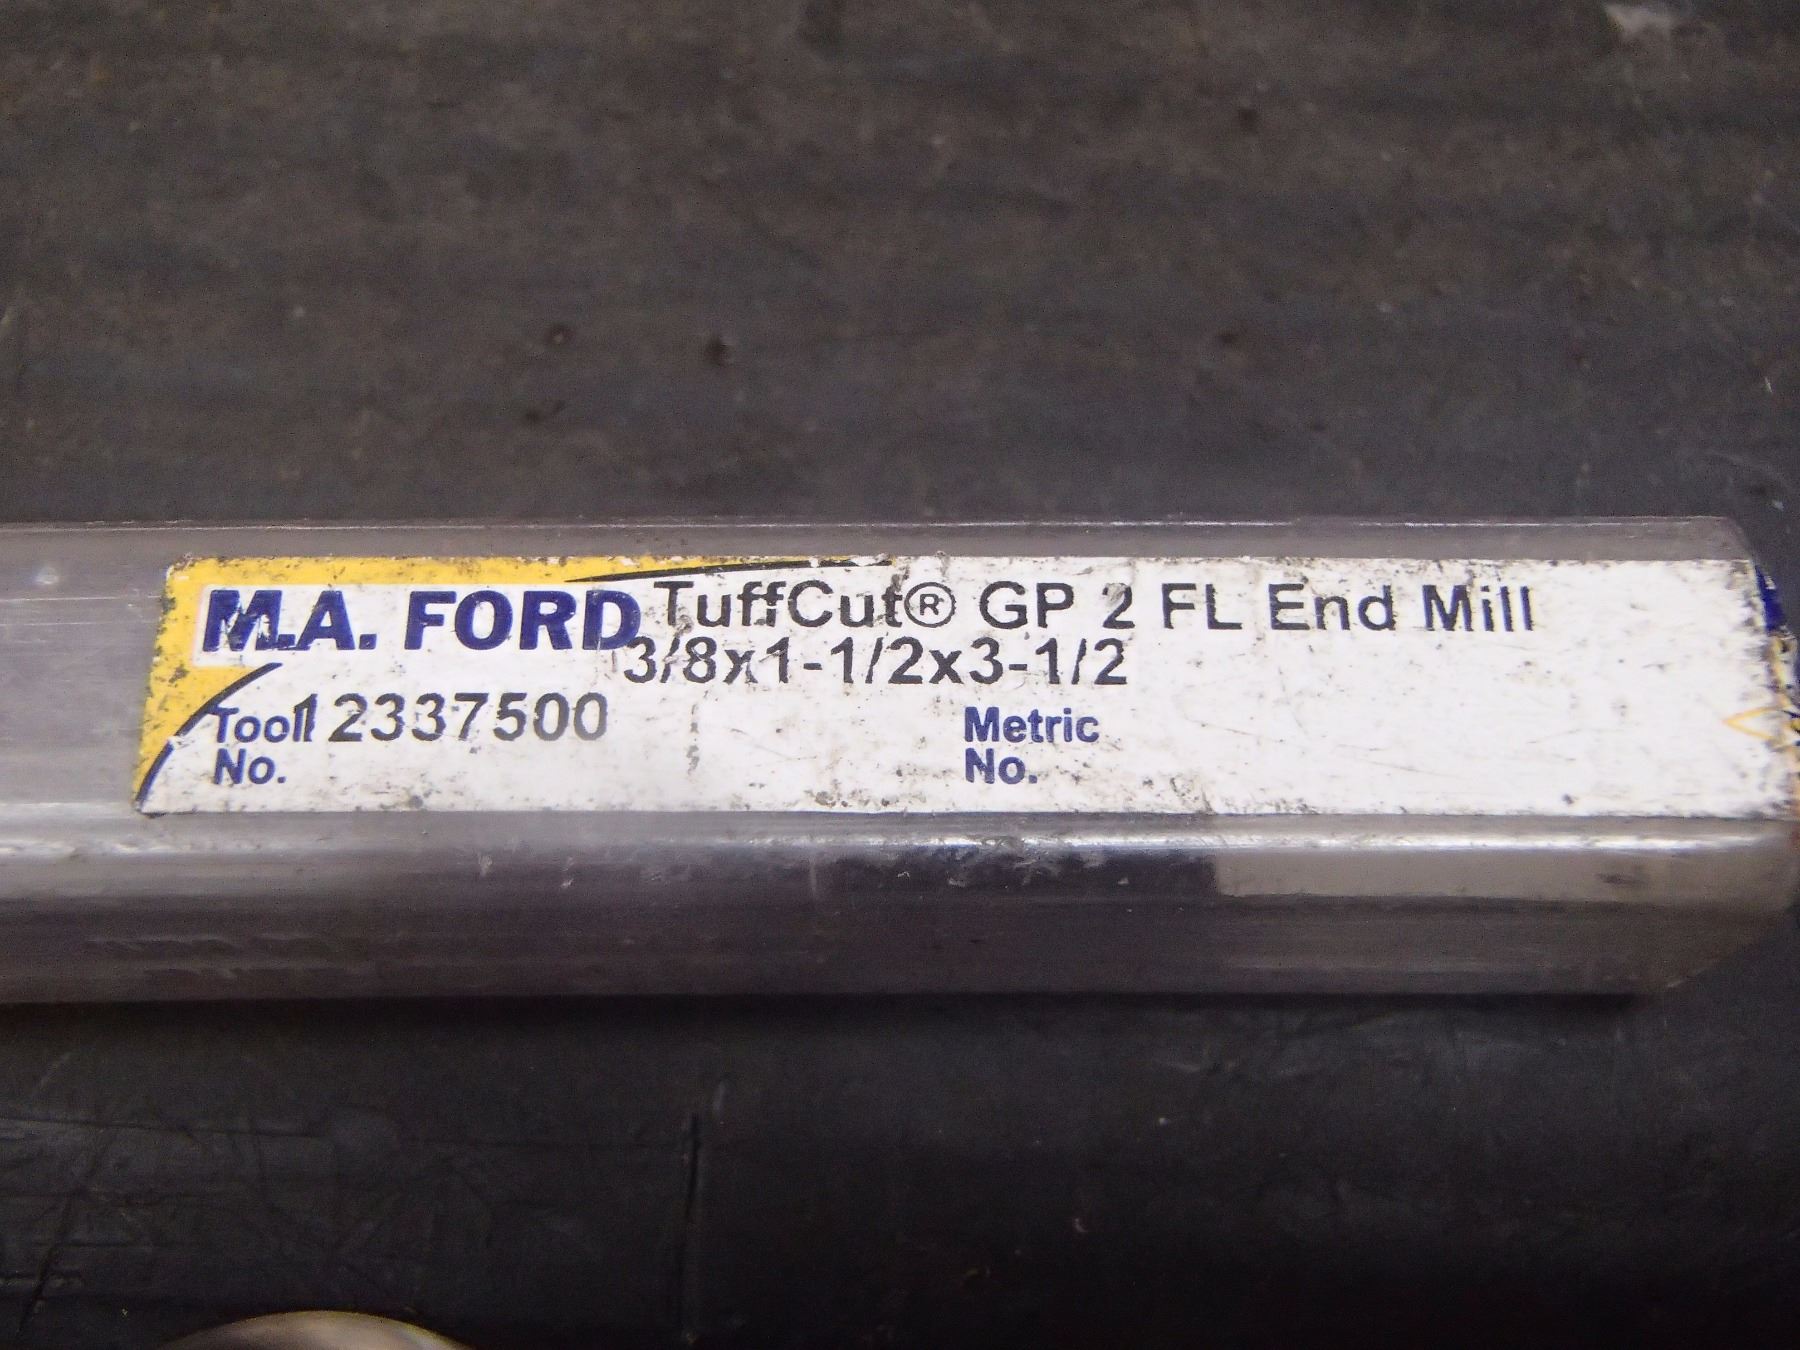 M.A. FORD TuffCut® GP 2 FL End Mill
3/8x1-1/2x3-1/2
Tool 12337500 Metric
No. No.